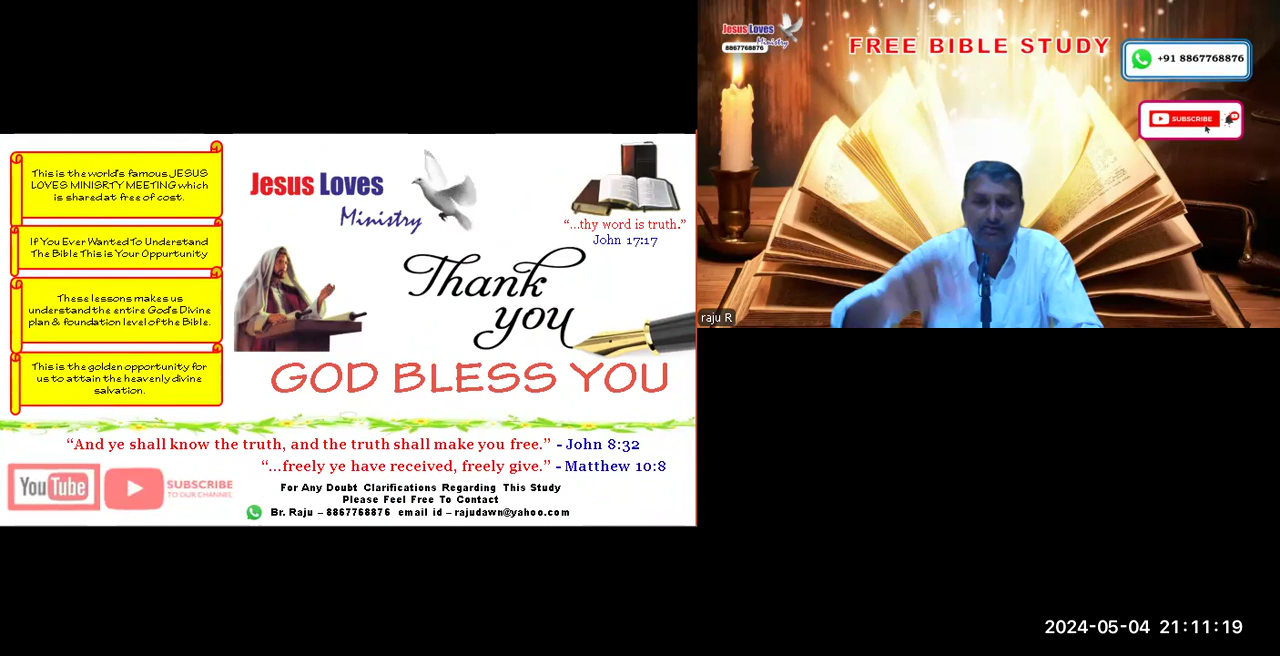 This is the world's famous JESUS
LOVES MINISRTY MEETING which
is shared at free of cost.
If You Ever Wanted To Understand
The Bible This is Your Oppurtunity
These lessons makes us
understand the entire God's Divine
plan & foundation level of the Bible.
This is the golden opportunity for
us to attain the heavenly divine
salvation.
Jesus Loves
Ministry
“...thy word is truth.”
John 17:17
Thank
you
GOD BLESS YOU
“And ye shall know the truth, and the truth shall make you free.” - John 8:32
“...freely ye have received, freely give.” - Matthew 10:8
YouTube
SUBSCRIBE
TO OUR CHANNEL
For Any Doubt Clarifications Regarding This Study
Please Feel Free To Contact
Br. Raju – 8867768876 email id – rajudawn@yahoo.com
Jesus Loves
Ministry
8867768876
FREE BIBLE STUDY
+91 8867768876
SUBSCRIBE
raju R
2024-05-04 21:11:19